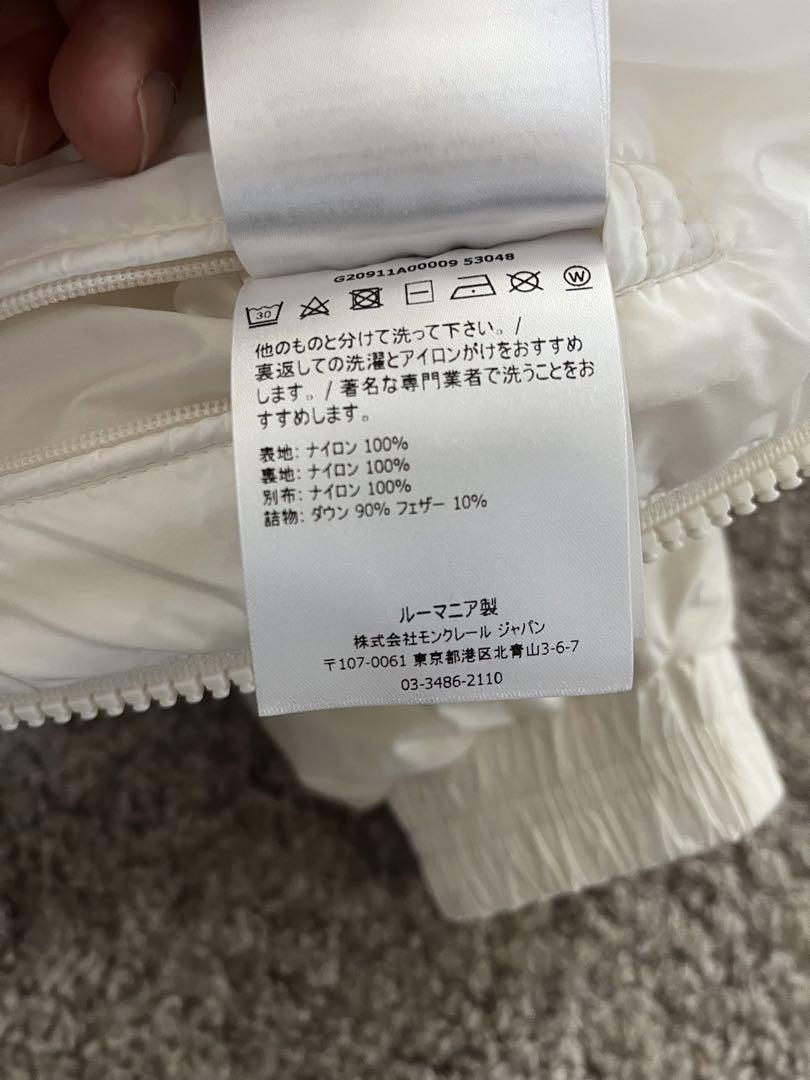 G20911A00009 53048
30
W
他のものと分けて洗って下さい。/
裏返しての洗濯とアイロンがけをおすすめ
します。/ 著名な専門業者で洗うことをお
すすめします。
表地: ナイロン 100%
裏地: ナイロン 100%
別布: ナイロン 100%
詰物: ダウン 90% フェザー 10%
ルーマニア製
株式会社モンクレール ジャパン
〒107-0061 東京都港区北青山3-6-7
03-3486-2110